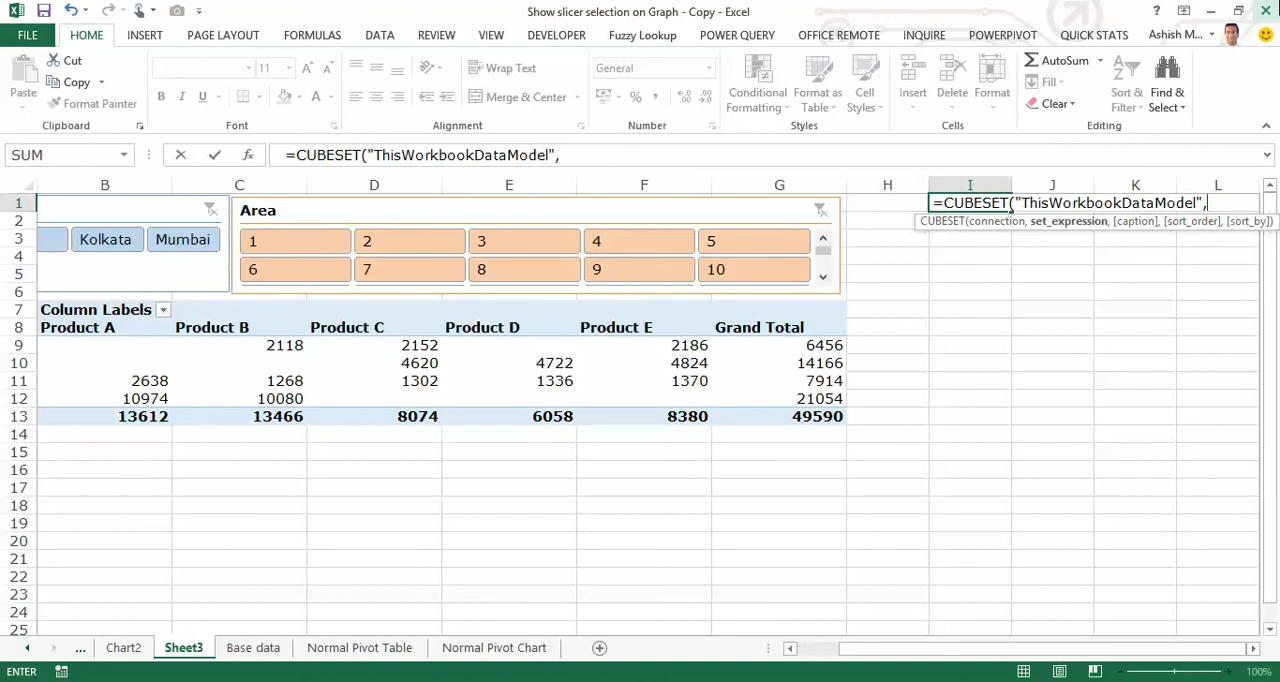 Show slicer selection on Graph - Copy - Excel
FILE HOME INSERT PAGE LAYOUT FORMULAS DATA REVIEW VIEW DEVELOPER Fuzzy Lookup POWER QUERY OFFICE REMOTE INQUIRE POWERPIVOT QUICK STATS Ashish M...
Paste
Cut
Copy
Format Painter
Clipboard
11
B I U
Font
Wrap Text
Merge & Center
Alignment
General
Number
Conditional Formatting
Format as Table
Cell Styles
Styles
Insert Delete Format
Cells
AutoSum
Fill
Clear
Sort & Filter
Find & Select
Editing
SUM =CUBESET("ThisWorkbookDataModel",
B C D E F G H I J K L
1 =CUBESET("ThisWorkbookDataModel",
CUBESET(connection, set_expression, [caption], [sort_order], [sort_by])
Area
2
3 Kolkata Mumbai
1 2 3 4 5
4
5
6 7 8 9 10
6
7 Column Labels
8 Product A Product B Product C Product D Product E Grand Total
9 2118 2152 2186 6456
10 4620 4722 4824 14166
11 2638 1268 1302 1336 1370 7914
12 10974 10080 21054
13 13612 13466 8074 6058 8380 49590
14
15
16
17
18
19
20
21
22
23
24
25
... Chart2 Sheet3 Base data Normal Pivot Table Normal Pivot Chart
ENTER 100%